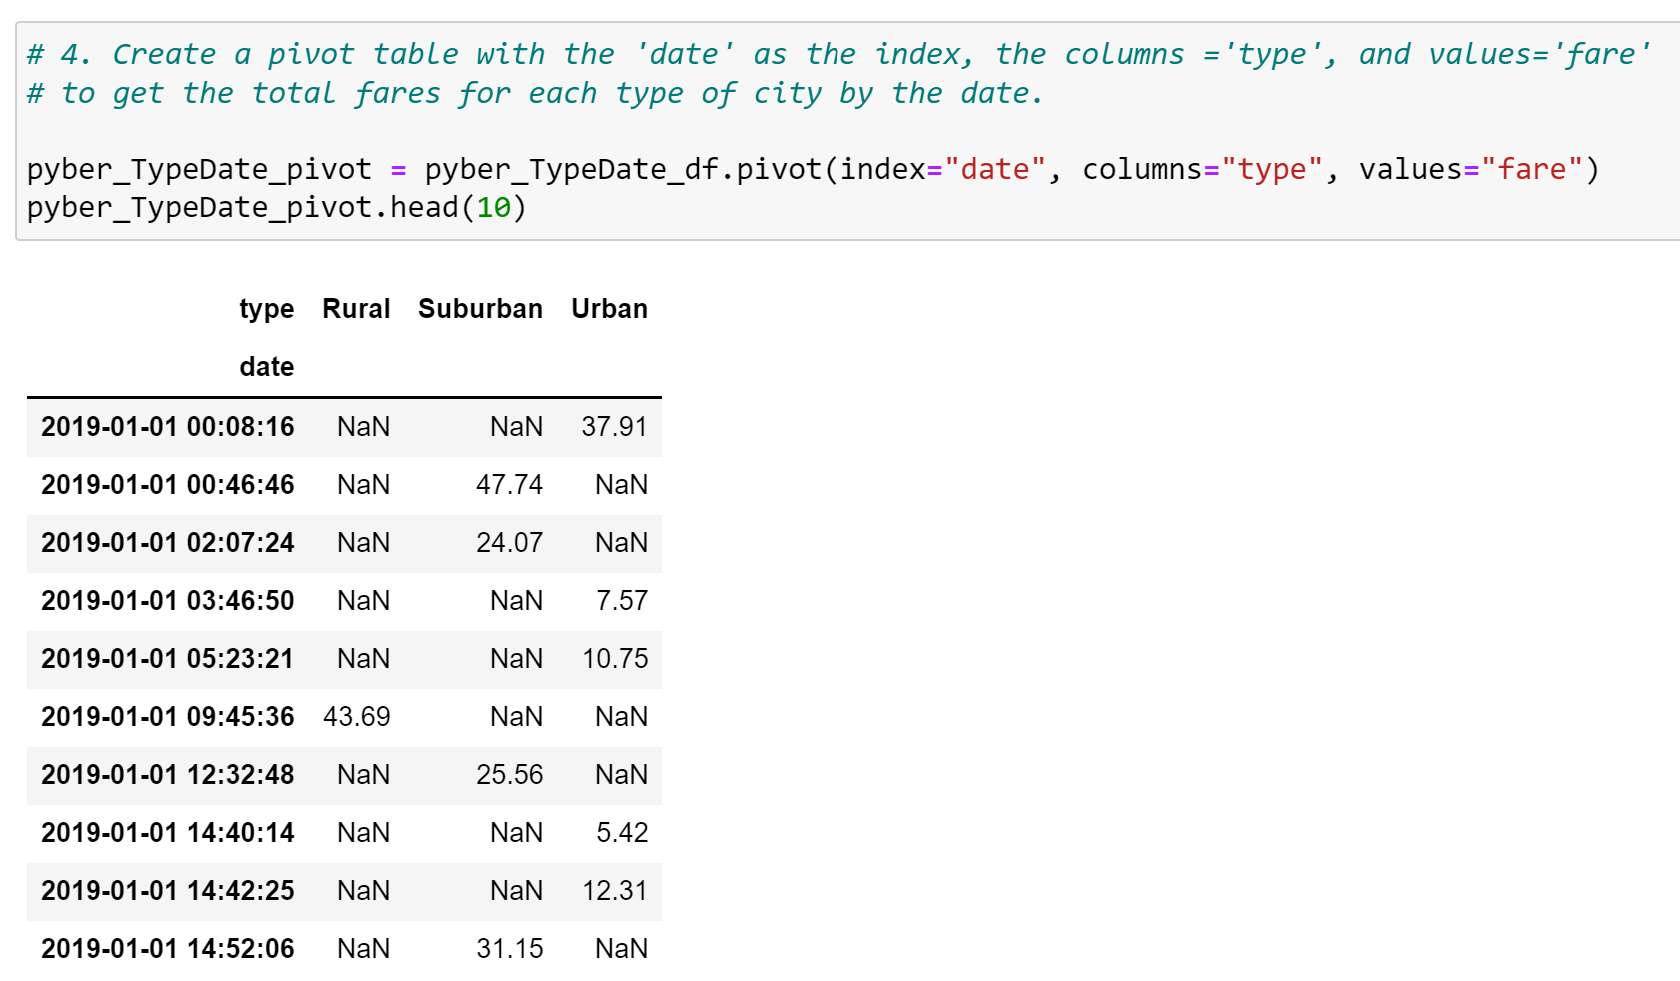 # 4. Create a pivot table with the 'date' as the index, the columns ='type', and values='fare'
# to get the total fares for each type of city by the date.
pyber_TypeDate_pivot = pyber_TypeDate_df.pivot(index="date", columns="type", values="fare")
pyber_TypeDate_pivot.head(10)
type Rural Suburban Urban
date
2019-01-01 00:08:16 NaN NaN 37.91
2019-01-01 00:46:46 NaN 47.74 NaN
2019-01-01 02:07:24 NaN 24.07 NaN
2019-01-01 03:46:50 NaN NaN 7.57
2019-01-01 05:23:21 NaN NaN 10.75
2019-01-01 09:45:36 43.69 NaN NaN
2019-01-01 12:32:48 NaN 25.56 NaN
2019-01-01 14:40:14 NaN NaN 5.42
2019-01-01 14:42:25 NaN NaN 12.31
2019-01-01 14:52:06 NaN 31.15 NaN